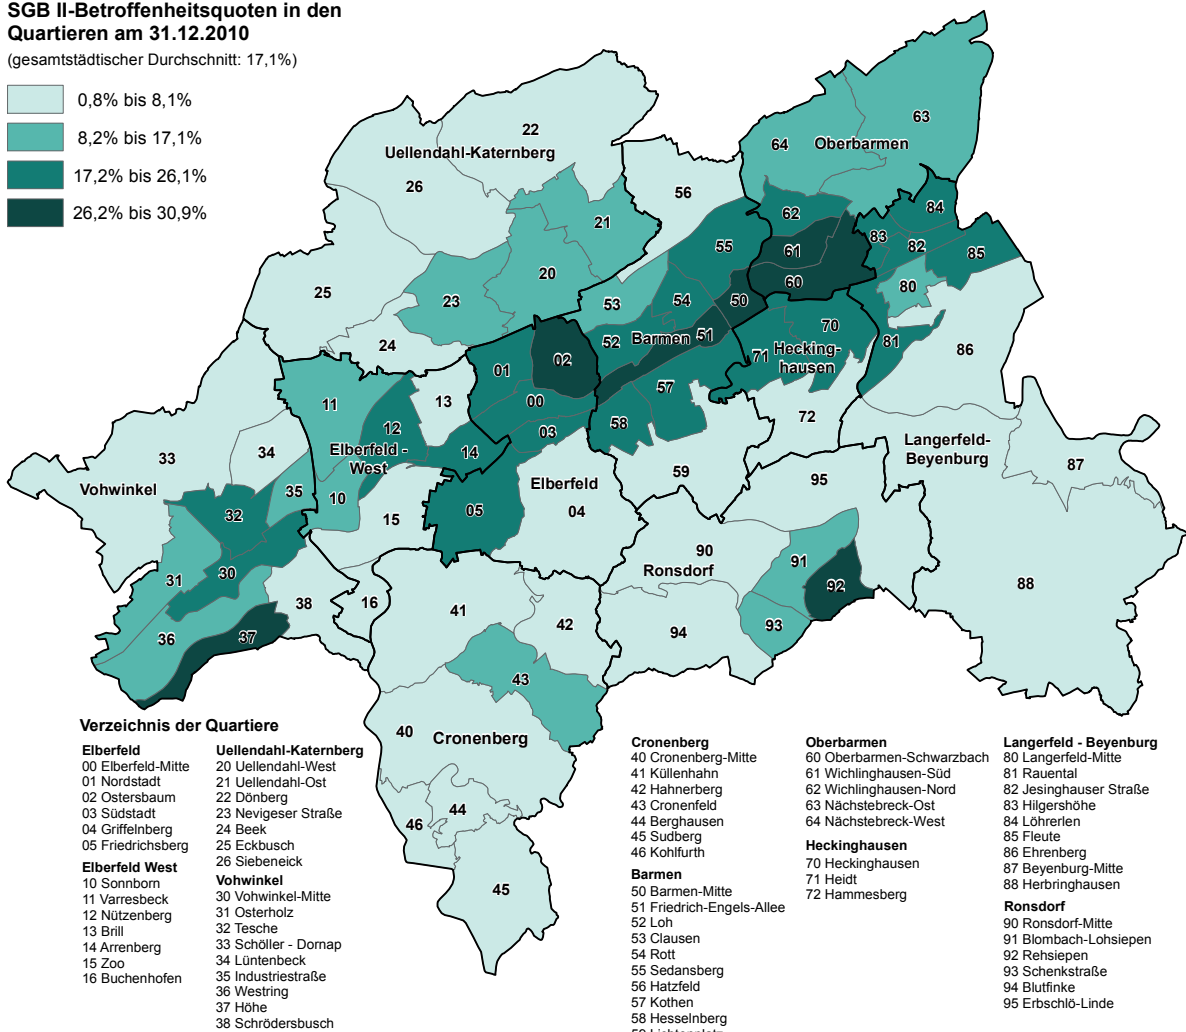 SGB II-Betroffenheitsquoten in den
Quartieren am 31.12.2010
(gesamtstädtischer Durchschnitt: 17,1%)
0,8% bis 8,1%
8,2% bis 17,1%
17,2% bis 26,1%
26,2% bis 30,9%
63
22
64
Oberbarmen
Uellendahl-Katernberg
26
56
84
62
21
83
82
55
61
85
20
60
80
25
23
53
54
50
70
52
Barmen
51
81
24
02
71
Hecking-
hausen
86
01
57
13
00
11
72
12
58
03
Elberfeld -
West
14
34
33
Langerfeld-
Beyenburg
87
59
95
Vohwinkel
35
10
Elberfeld
32
15
05
04
90
Ronsdorf
91
31
30
92
88
38
16
41
42
93
94
36
37
43
40
Cronenberg
44
46
45
Verzeichnis der Quartiere
Elberfeld
00 Elberfeld-Mitte
01 Nordstadt
02 Ostersbaum
03 Südstadt
04 Griffelnberg
05 Friedrichsberg
Elberfeld West
10 Sonnborn
11 Varresbeck
12 Nützenberg
13 Brill
14 Arrenberg
15 Zoo
16 Buchenhofen
Uellendahl-Katernberg
20 Uellendahl-West
21 Uellendahl-Ost
22 Dönberg
23 Nevigeser Straße
24 Beek
25 Eckbusch
26 Siebeneick
Vohwinkel
30 Vohwinkel-Mitte
31 Osterholz
32 Tesche
33 Schöller - Dornap
34 Lüntenbeck
35 Industriestraße
36 Westring
37 Höhe
38 Schrödersbusch
Cronenberg
40 Cronenberg-Mitte
41 Küllenhahn
42 Hahnerberg
43 Cronenfeld
44 Berghausen
45 Sudberg
46 Kohlfurth
Barmen
50 Barmen-Mitte
51 Friedrich-Engels-Allee
52 Loh
53 Clausen
54 Rott
55 Sedansberg
56 Hatzfeld
57 Kothen
58 Hesselnberg
Oberbarmen
60 Oberbarmen-Schwarzbach
61 Wichlinghausen-Süd
62 Wichlinghausen-Nord
63 Nächstebreck-Ost
64 Nächstebreck-West
Heckinghausen
70 Heckinghausen
71 Heidt
72 Hammesberg
Langerfeld - Beyenburg
80 Langerfeld-Mitte
81 Rauental
82 Jesinghauser Straße
83 Hilgershöhe
84 Löhrerlen
85 Fleute
86 Ehrenberg
87 Beyenburg-Mitte
88 Herbringhausen
Ronsdorf
90 Ronsdorf-Mitte
91 Blombach-Lohsiepen
92 Rehsiepen
93 Schenkstraße
94 Blutfinke
95 Erbschlö-Linde